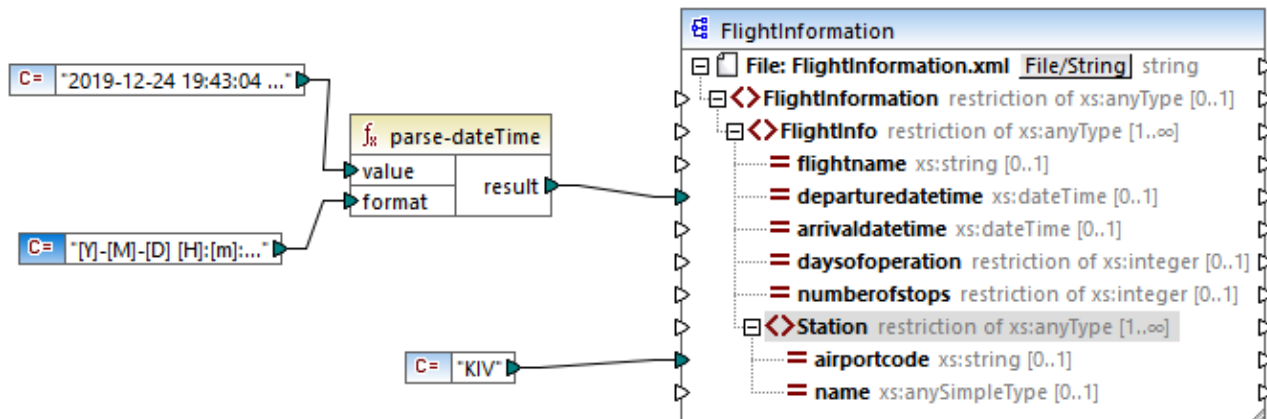 C= "2019-12-24 19:43:04 ..."
C= "[Y]-[M]-[D] [H]:[m]:..."
fx parse-dateTime
value
format
result
C= "KIV"
FlightInformation
File: FlightInformation.xml File/String string
FlightInformation restriction of xs:anyType [0..1]
FlightInfo restriction of xs:anyType [1..∞]
= flightname xs:string [0..1]
= departuredatetime xs:dateTime [0..1]
= arrivaldatetime xs:dateTime [0..1]
= daysofoperation restriction of xs:integer [0..1]
= numberofstops restriction of xs:integer [0..1]
Station restriction of xs:anyType [1..∞]
= airportcode xs:string [0..1]
= name xs:anySimpleType [0..1]